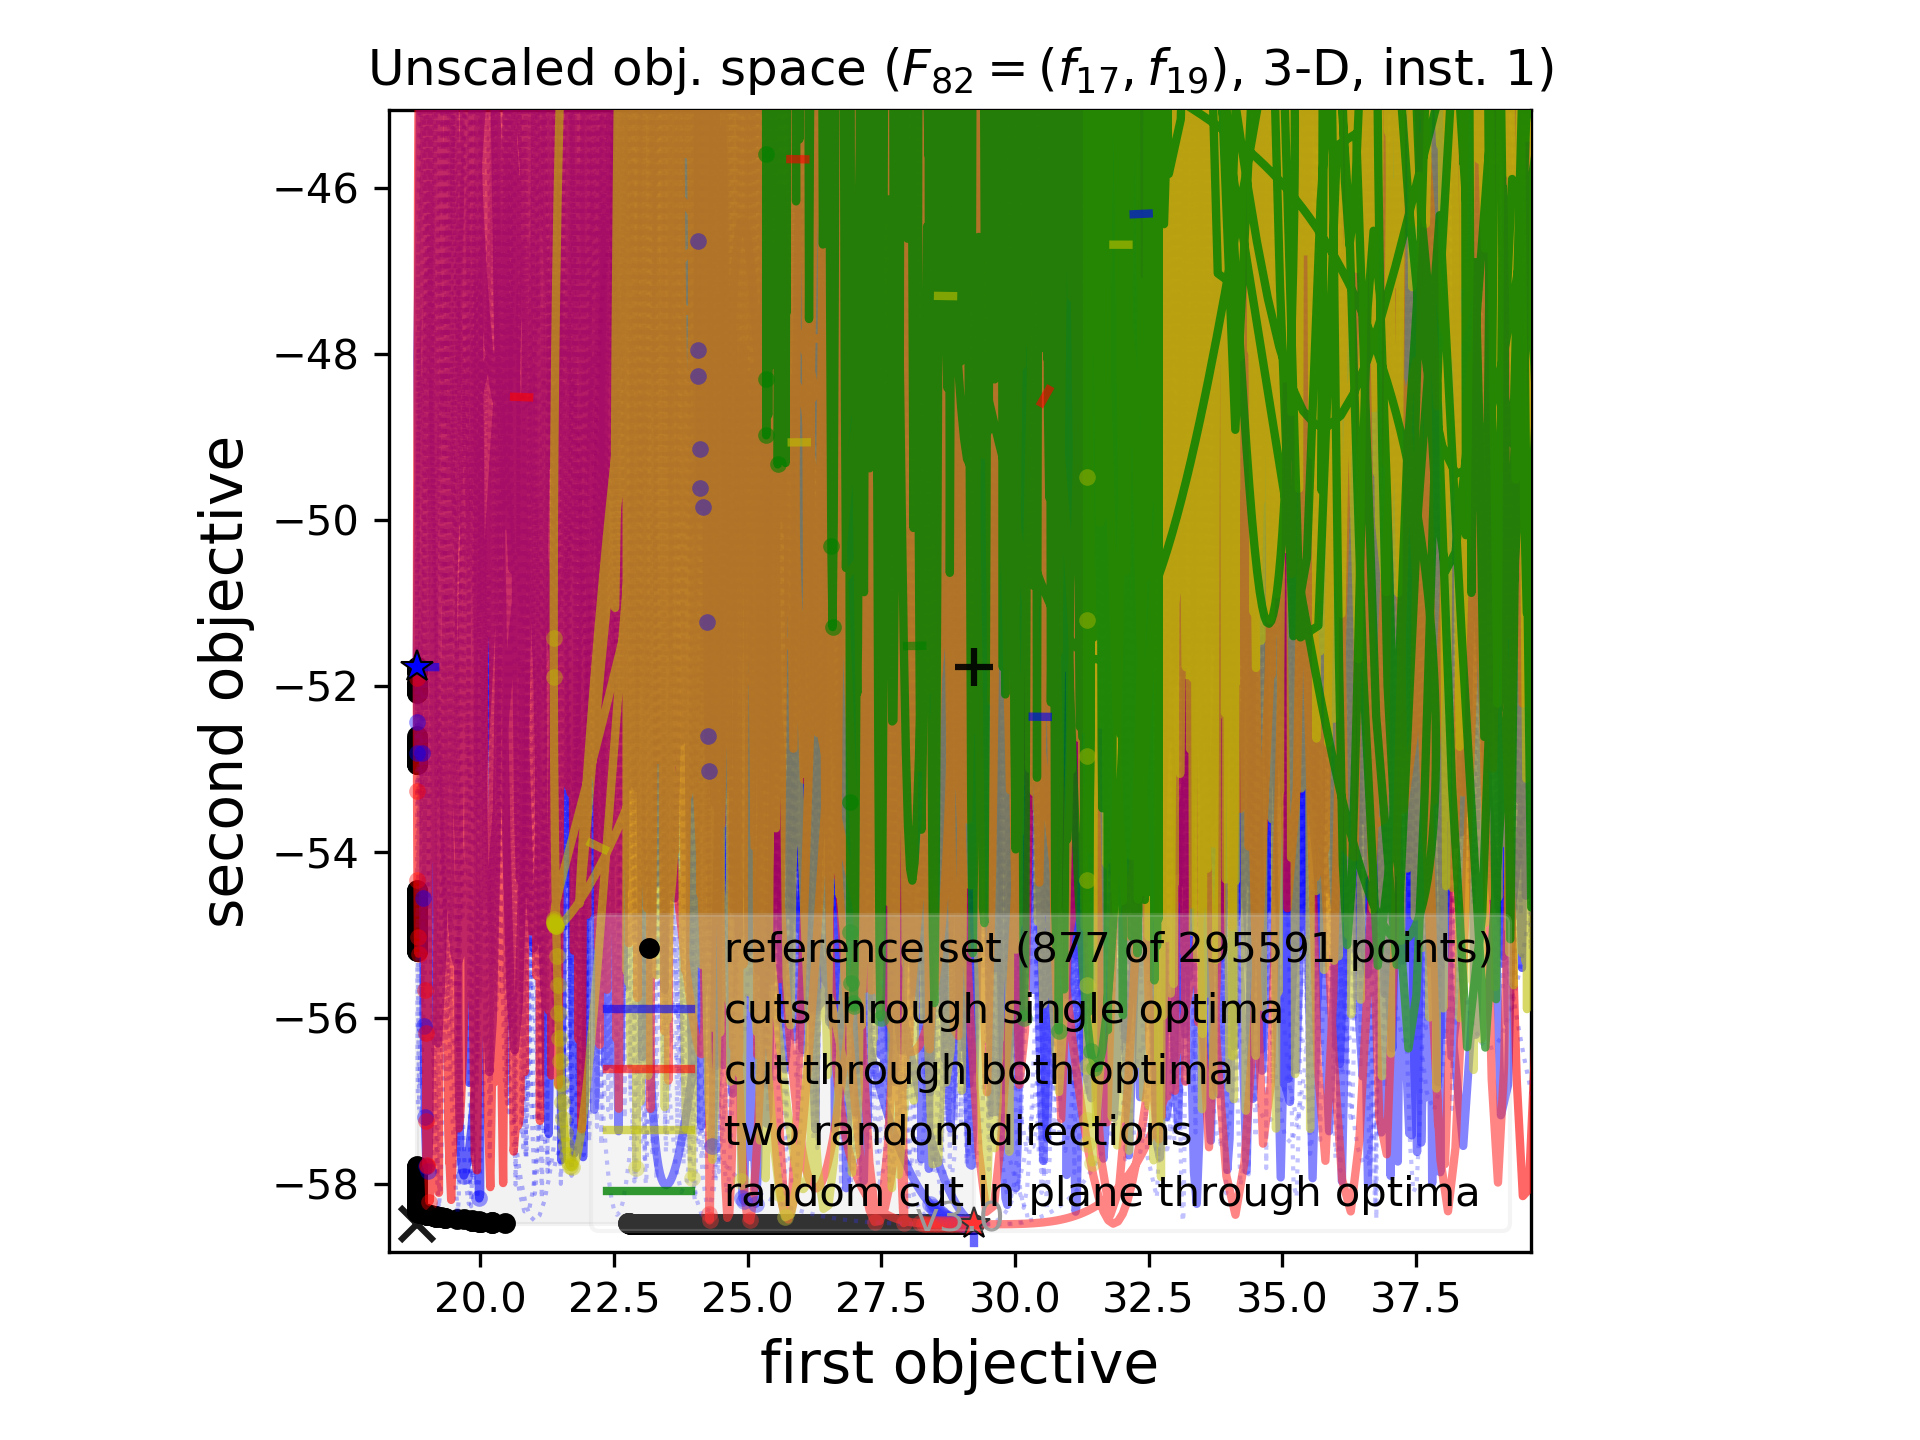 Unscaled obj. space (F82 = (f17, f19), 3-D, inst. 1)
second objective
−46
−48
−50
−52
−54
−56
−58
reference set (877 of 295591 points)
cuts through single optima
cut through both optima
two random directions
random cut in plane through optima
20.0 22.5 25.0 27.5 30.0 32.5 35.0 37.5
first objective